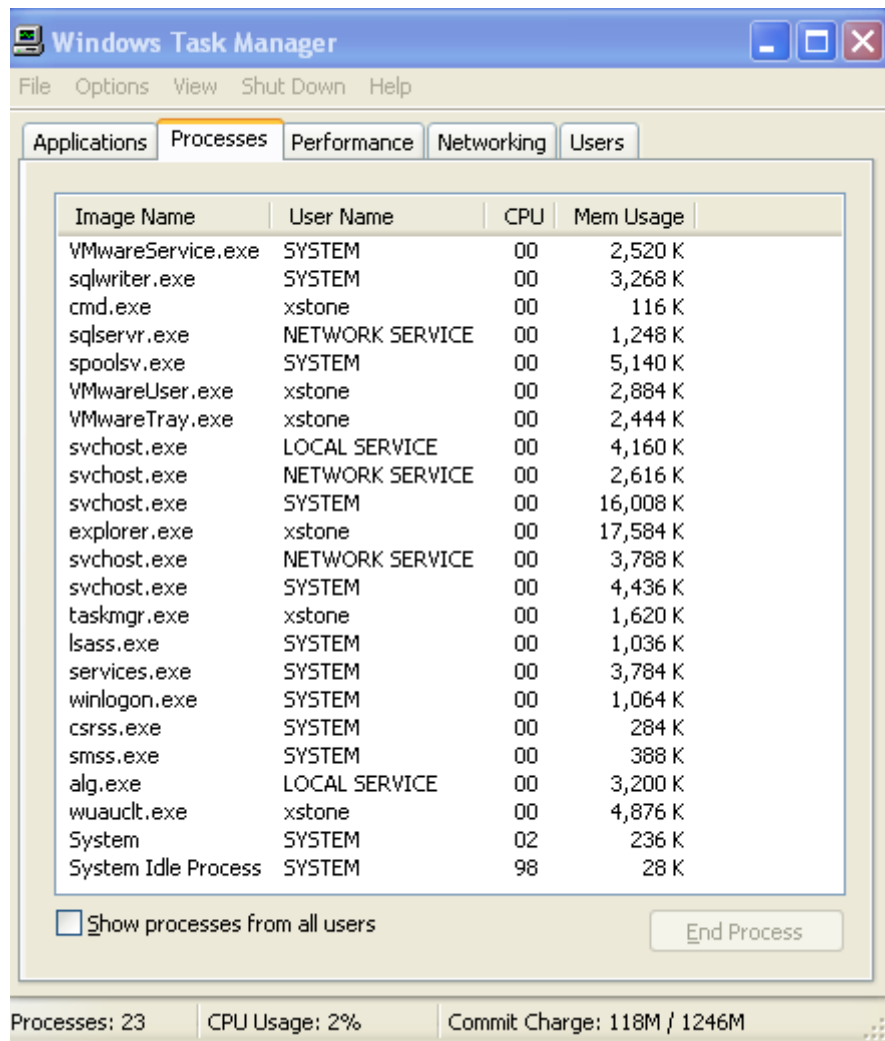 Windows Task Manager
File Options View Shut Down Help
Applications Processes Performance Networking Users
Image Name User Name CPU Mem Usage
VMwareService.exe SYSTEM 00 2,520 K
sqlwriter.exe SYSTEM 00 3,268 K
cmd.exe xstone 00 116 K
sqlservr.exe NETWORK SERVICE 00 1,248 K
spoolsv.exe SYSTEM 00 5,140 K
VMwareUser.exe xstone 00 2,884 K
VMwareTray.exe xstone 00 2,444 K
svchost.exe LOCAL SERVICE 00 4,160 K
svchost.exe NETWORK SERVICE 00 2,616 K
svchost.exe SYSTEM 00 16,008 K
explorer.exe xstone 00 17,584 K
svchost.exe NETWORK SERVICE 00 3,788 K
svchost.exe SYSTEM 00 4,436 K
taskmgr.exe xstone 00 1,620 K
lsass.exe SYSTEM 00 1,036 K
services.exe SYSTEM 00 3,784 K
winlogon.exe SYSTEM 00 1,064 K
csrss.exe SYSTEM 00 284 K
smss.exe SYSTEM 00 388 K
alg.exe LOCAL SERVICE 00 3,200 K
wuauclt.exe xstone 00 4,876 K
System SYSTEM 02 236 K
System Idle Process SYSTEM 98 28 K
Show processes from all users
End Process
Processes: 23 CPU Usage: 2% Commit Charge: 118M / 1246M